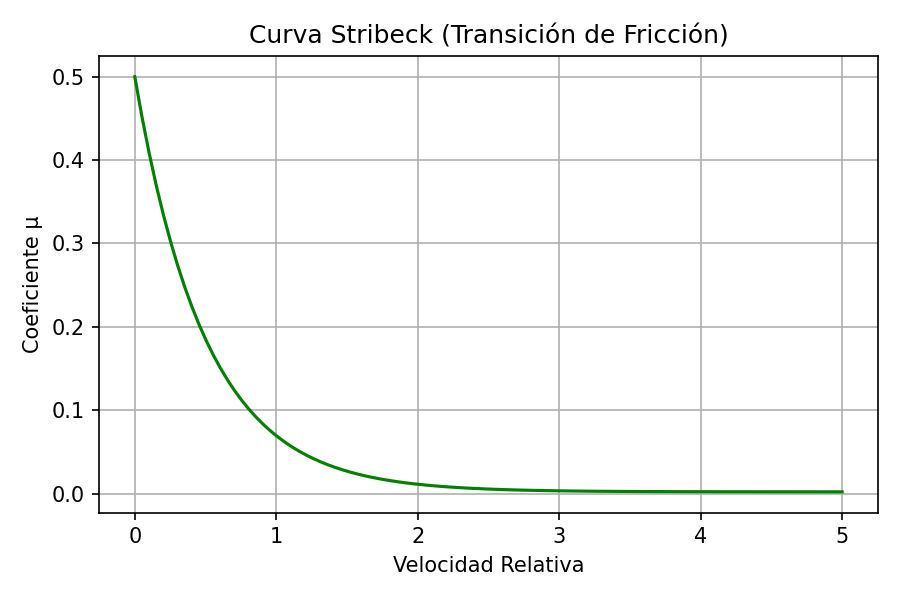 Curva Stribeck (Transición de Fricción)
Coeficiente μ
0.5
0.4
0.3
0.2
0.1
0.0
0 1 2 3 4 5
Velocidad Relativa